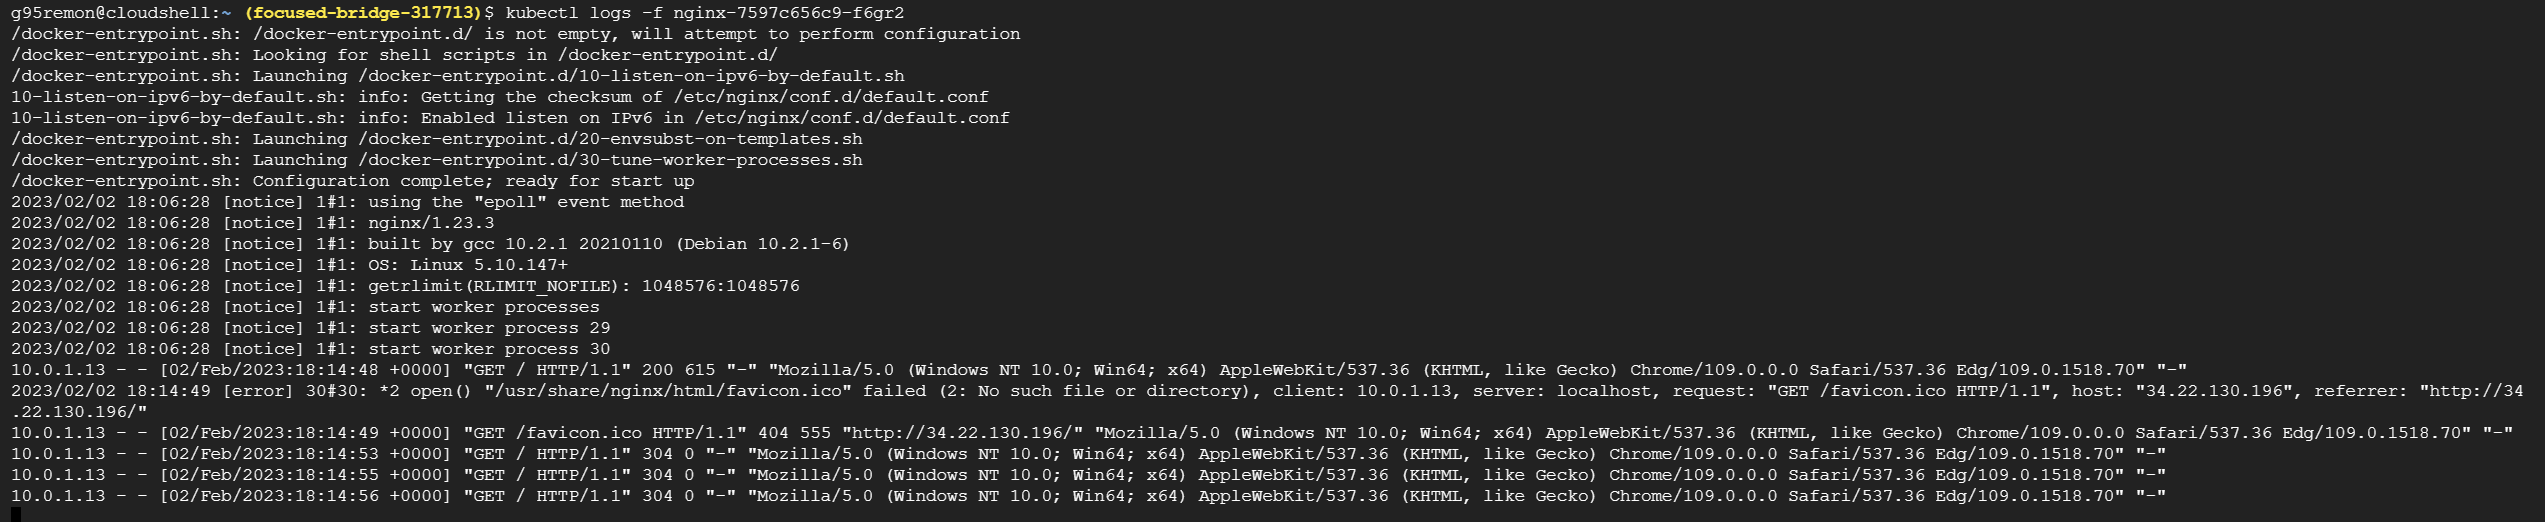 g95remon@cloudshell:~ (focused-bridge-317713)$ kubectl logs -f nginx-7597c656c9-f6gr2
/docker-entrypoint.sh: /docker-entrypoint.d/ is not empty, will attempt to perform configuration
/docker-entrypoint.sh: Looking for shell scripts in /docker-entrypoint.d/
/docker-entrypoint.sh: Launching /docker-entrypoint.d/10-listen-on-ipv6-by-default.sh
10-listen-on-ipv6-by-default.sh: info: Getting the checksum of /etc/nginx/conf.d/default.conf
10-listen-on-ipv6-by-default.sh: info: Enabled listen on IPv6 in /etc/nginx/conf.d/default.conf
/docker-entrypoint.sh: Launching /docker-entrypoint.d/20-envsubst-on-templates.sh
/docker-entrypoint.sh: Launching /docker-entrypoint.d/30-tune-worker-processes.sh
/docker-entrypoint.sh: Configuration complete; ready for start up
2023/02/02 18:06:28 [notice] 1#1: using the "epoll" event method
2023/02/02 18:06:28 [notice] 1#1: nginx/1.23.3
2023/02/02 18:06:28 [notice] 1#1: built by gcc 10.2.1 20210110 (Debian 10.2.1-6)
2023/02/02 18:06:28 [notice] 1#1: OS: Linux 5.10.147+
2023/02/02 18:06:28 [notice] 1#1: getrlimit(RLIMIT_NOFILE): 1048576:1048576
2023/02/02 18:06:28 [notice] 1#1: start worker processes
2023/02/02 18:06:28 [notice] 1#1: start worker process 29
2023/02/02 18:06:28 [notice] 1#1: start worker process 30
10.0.1.13 - - [02/Feb/2023:18:14:48 +0000] "GET / HTTP/1.1" 200 615 "-" "Mozilla/5.0 (Windows NT 10.0; Win64; x64) AppleWebKit/537.36 (KHTML, like Gecko) Chrome/109.0.0.0 Safari/537.36 Edg/109.0.1518.70" "-"
2023/02/02 18:14:49 [error] 30#30: *2 open() "/usr/share/nginx/html/favicon.ico" failed (2: No such file or directory), client: 10.0.1.13, server: localhost, request: "GET /favicon.ico HTTP/1.1", host: "34.22.130.196", referrer: "http://34
.22.130.196/"
10.0.1.13 - - [02/Feb/2023:18:14:49 +0000] "GET /favicon.ico HTTP/1.1" 404 555 "http://34.22.130.196/" "Mozilla/5.0 (Windows NT 10.0; Win64; x64) AppleWebKit/537.36 (KHTML, like Gecko) Chrome/109.0.0.0 Safari/537.36 Edg/109.0.1518.70" "-"
10.0.1.13 - - [02/Feb/2023:18:14:53 +0000] "GET / HTTP/1.1" 304 0 "-" "Mozilla/5.0 (Windows NT 10.0; Win64; x64) AppleWebKit/537.36 (KHTML, like Gecko) Chrome/109.0.0.0 Safari/537.36 Edg/109.0.1518.70" "-"
10.0.1.13 - - [02/Feb/2023:18:14:55 +0000] "GET / HTTP/1.1" 304 0 "-" "Mozilla/5.0 (Windows NT 10.0; Win64; x64) AppleWebKit/537.36 (KHTML, like Gecko) Chrome/109.0.0.0 Safari/537.36 Edg/109.0.1518.70" "-"
10.0.1.13 - - [02/Feb/2023:18:14:56 +0000] "GET / HTTP/1.1" 304 0 "-" "Mozilla/5.0 (Windows NT 10.0; Win64; x64) AppleWebKit/537.36 (KHTML, like Gecko) Chrome/109.0.0.0 Safari/537.36 Edg/109.0.1518.70" "-"